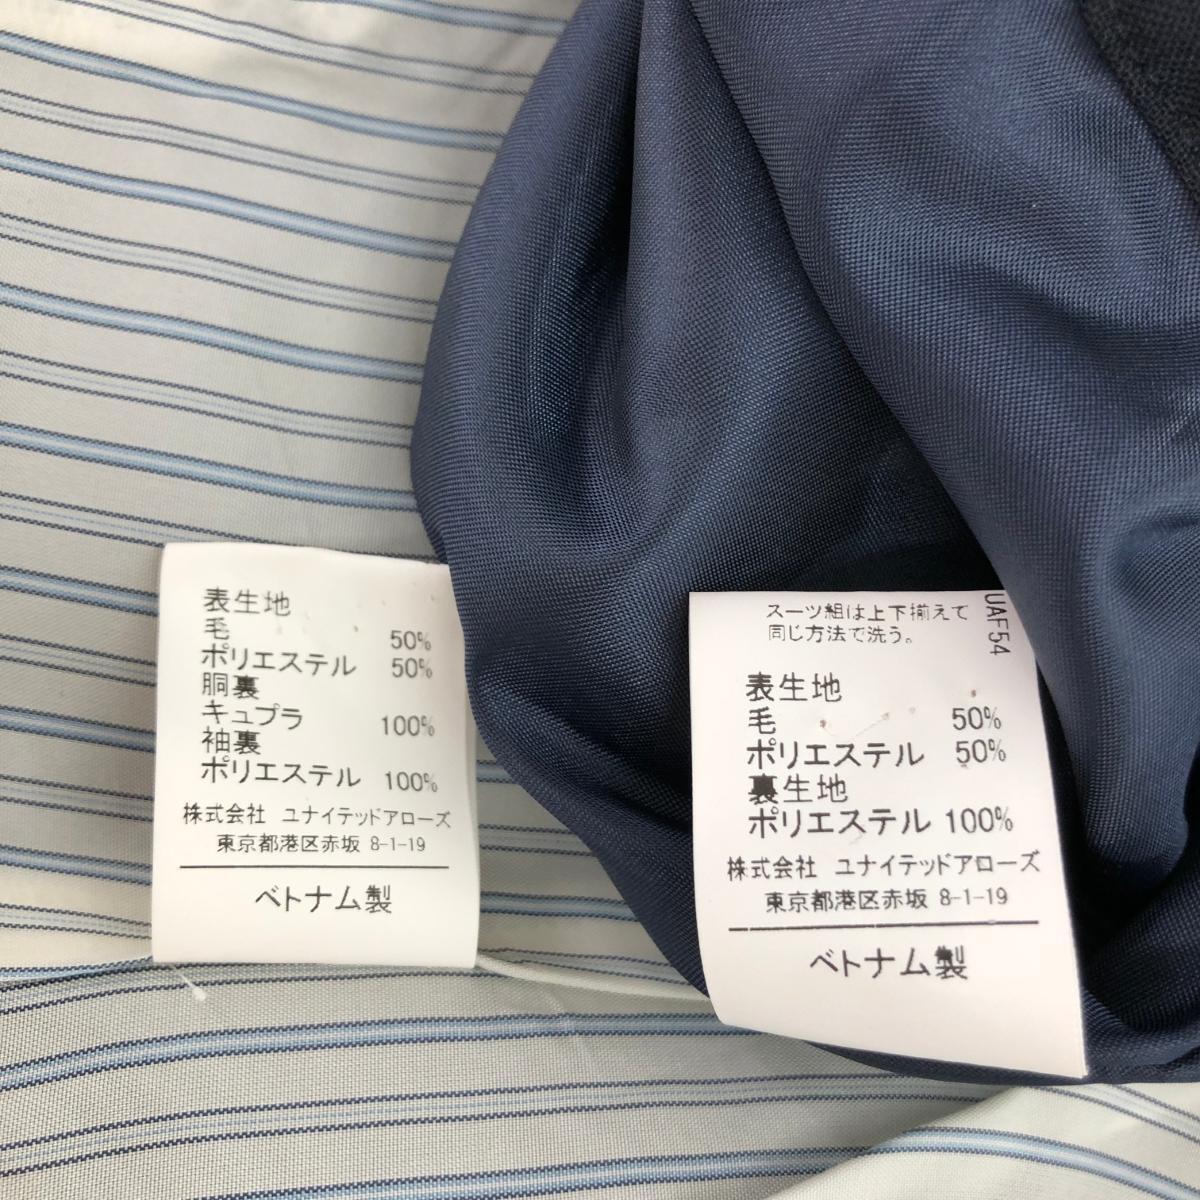 表生地
毛 50%
ポリエステル 50%
胴裏
キュプラ 100%
袖裏
ポリエステル 100%
株式会社 ユナイテッドアローズ
東京都港区赤坂 8-1-19
ベトナム製
スーツ組は上下揃えて
同じ方法で洗う。
UAF54
表生地
毛 50%
ポリエステル 50%
裏生地
ポリエステル 100%
株式会社 ユナイテッドアローズ
東京都港区赤坂 8-1-19
ベトナム製